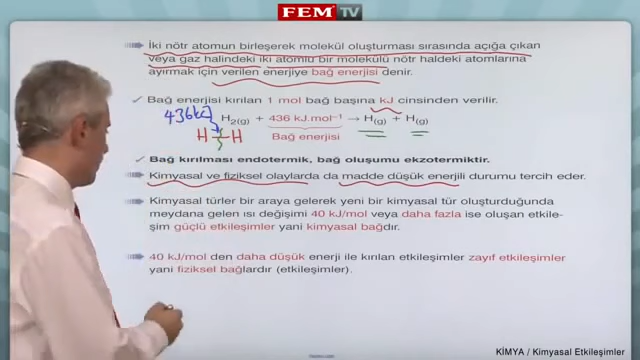 FEM TV
İki nötr atomun birleşerek molekül oluşturması sırasında açığa çıkan
veya gaz halindeki iki atomlu bir molekülü nötr haldeki atomlarına
ayırmak için verilen enerjiye bağ enerjisi denir.
Bağ enerjisi kırılan 1 mol bağ başına kJ cinsinden verilir.
436kJ
H2(g) + 436 kJ.mol⁻¹ → H(g) + H(g)
H H
Bağ enerjisi
Bağ kırılması endotermik, bağ oluşumu ekzotermiktir.
Kimyasal ve fiziksel olaylarda da madde düşük enerjili durumu tercih eder.
Kimyasal türler bir araya gelerek yeni bir kimyasal tür oluşturduğunda
meydana gelen ısı değişimi 40 kJ/mol veya daha fazla ise oluşan etkile-
şim güçlü etkileşimler yani kimyasal bağdır.
40 kJ/mol den daha düşük enerji ile kırılan etkileşimler zayıf etkileşimler
yani fiziksel bağlardır (etkileşimler).
KİMYA / Kimyasal Etkileşimler